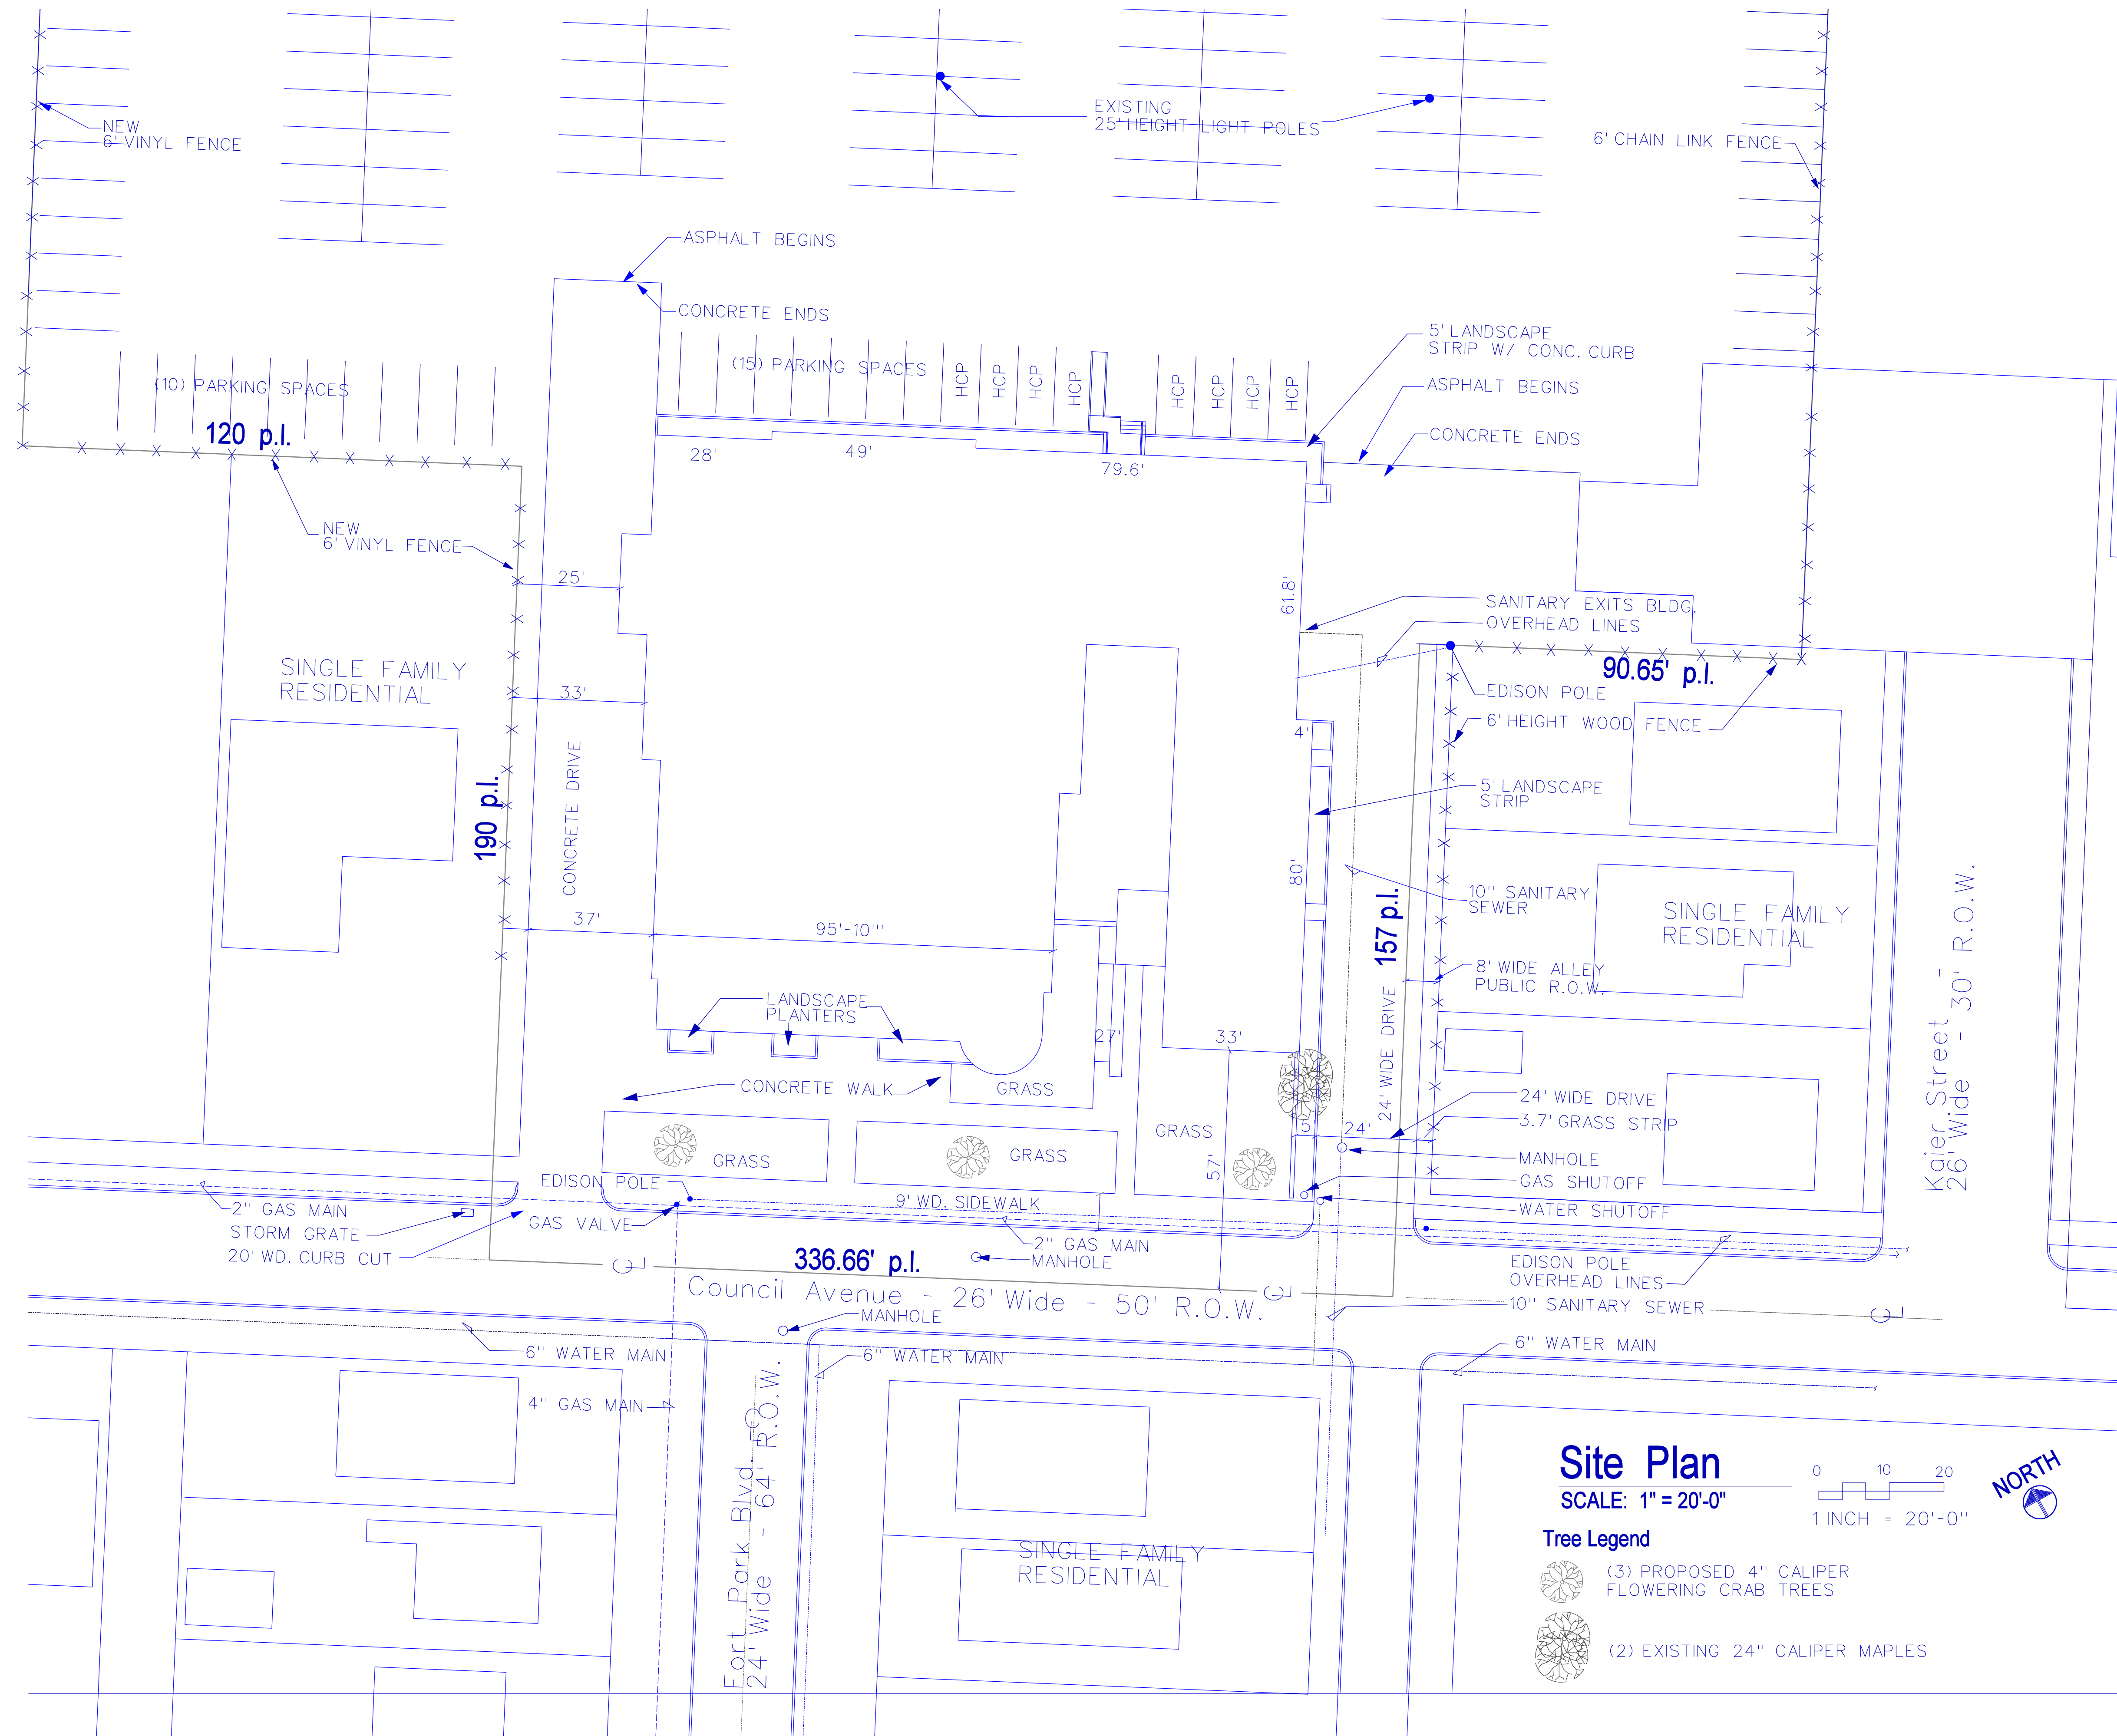 NEW
6' VINYL FENCE
EXISTING
25' HEIGHT LIGHT POLES
6' CHAIN LINK FENCE
ASPHALT BEGINS
CONCRETE ENDS
(10) PARKING SPACES
(15) PARKING SPACES
HCP
HCP
HCP
HCP
HCP
HCP
HCP
HCP
5' LANDSCAPE
STRIP W/ CONC. CURB
ASPHALT BEGINS
CONCRETE ENDS
120 p.l.
28'
49'
79.6'
NEW
6' VINYL FENCE
25'
61.8'
SANITARY EXITS BLDG.
OVERHEAD LINES
SINGLE FAMILY
RESIDENTIAL
33'
90.65' p.l.
EDISON POLE
6' HEIGHT WOOD FENCE
4'
190 p.l.
CONCRETE DRIVE
5' LANDSCAPE
STRIP
80'
10" SANITARY
SEWER
SINGLE FAMILY
RESIDENTIAL
37'
95'-10'"
157 p.l.
8' WIDE ALLEY
PUBLIC R.O.W.
Kaier Street -
26' Wide - 30' R.O.W.
LANDSCAPE
PLANTERS
27'
33'
24' WIDE DRIVE
CONCRETE WALK
GRASS
24' WIDE DRIVE
3.7' GRASS STRIP
5'
24'
GRASS
GRASS
GRASS
57'
MANHOLE
GAS SHUTOFF
WATER SHUTOFF
EDISON POLE
9' WD. SIDEWALK
2" GAS MAIN
STORM GRATE
20' WD. CURB CUT
GAS VALVE
2" GAS MAIN
MANHOLE
336.66' p.l.
CL
CL
CL
EDISON POLE
OVERHEAD LINES
10" SANITARY SEWER
Council Avenue - 26' Wide - 50' R.O.W.
MANHOLE
6" WATER MAIN
6" WATER MAIN
6" WATER MAIN
4" GAS MAIN
Fort Park Blvd. CL
24' Wide - 64' R.O.W.
SINGLE FAMILY
RESIDENTIAL
Site Plan
SCALE: 1" = 20'-0"
0 10 20
1 INCH = 20'-0"
NORTH
Tree Legend
(3) PROPOSED 4" CALIPER
FLOWERING CRAB TREES
(2) EXISTING 24" CALIPER MAPLES